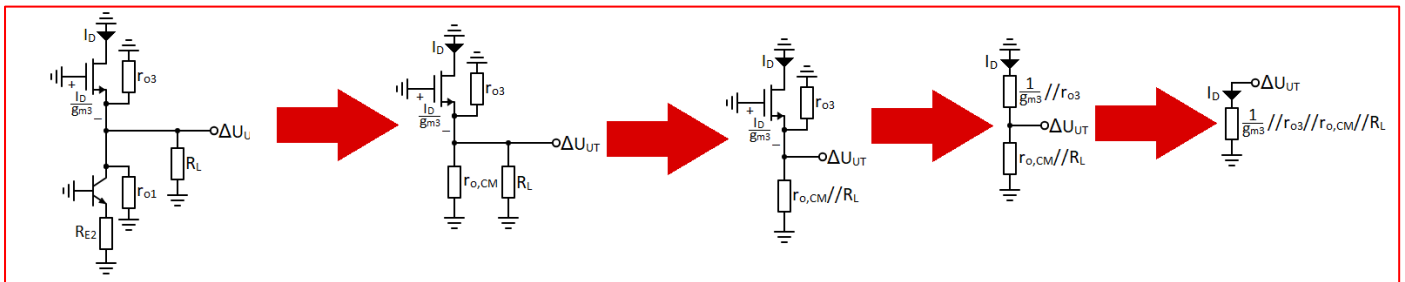 I_D
r_o3
+
I_D
g_m3
−
ΔU_U
R_L
r_o1
R_E2
I_D
r_o3
+
I_D
g_m3
−
ΔU_UT
r_o,CM
R_L
I_D
r_o3
+
I_D
g_m3
−
ΔU_UT
r_o,CM//R_L
I_D
1
g_m3 //r_o3
ΔU_UT
r_o,CM//R_L
ΔU_UT
I_D
1
g_m3 //r_o3//r_o,CM//R_L